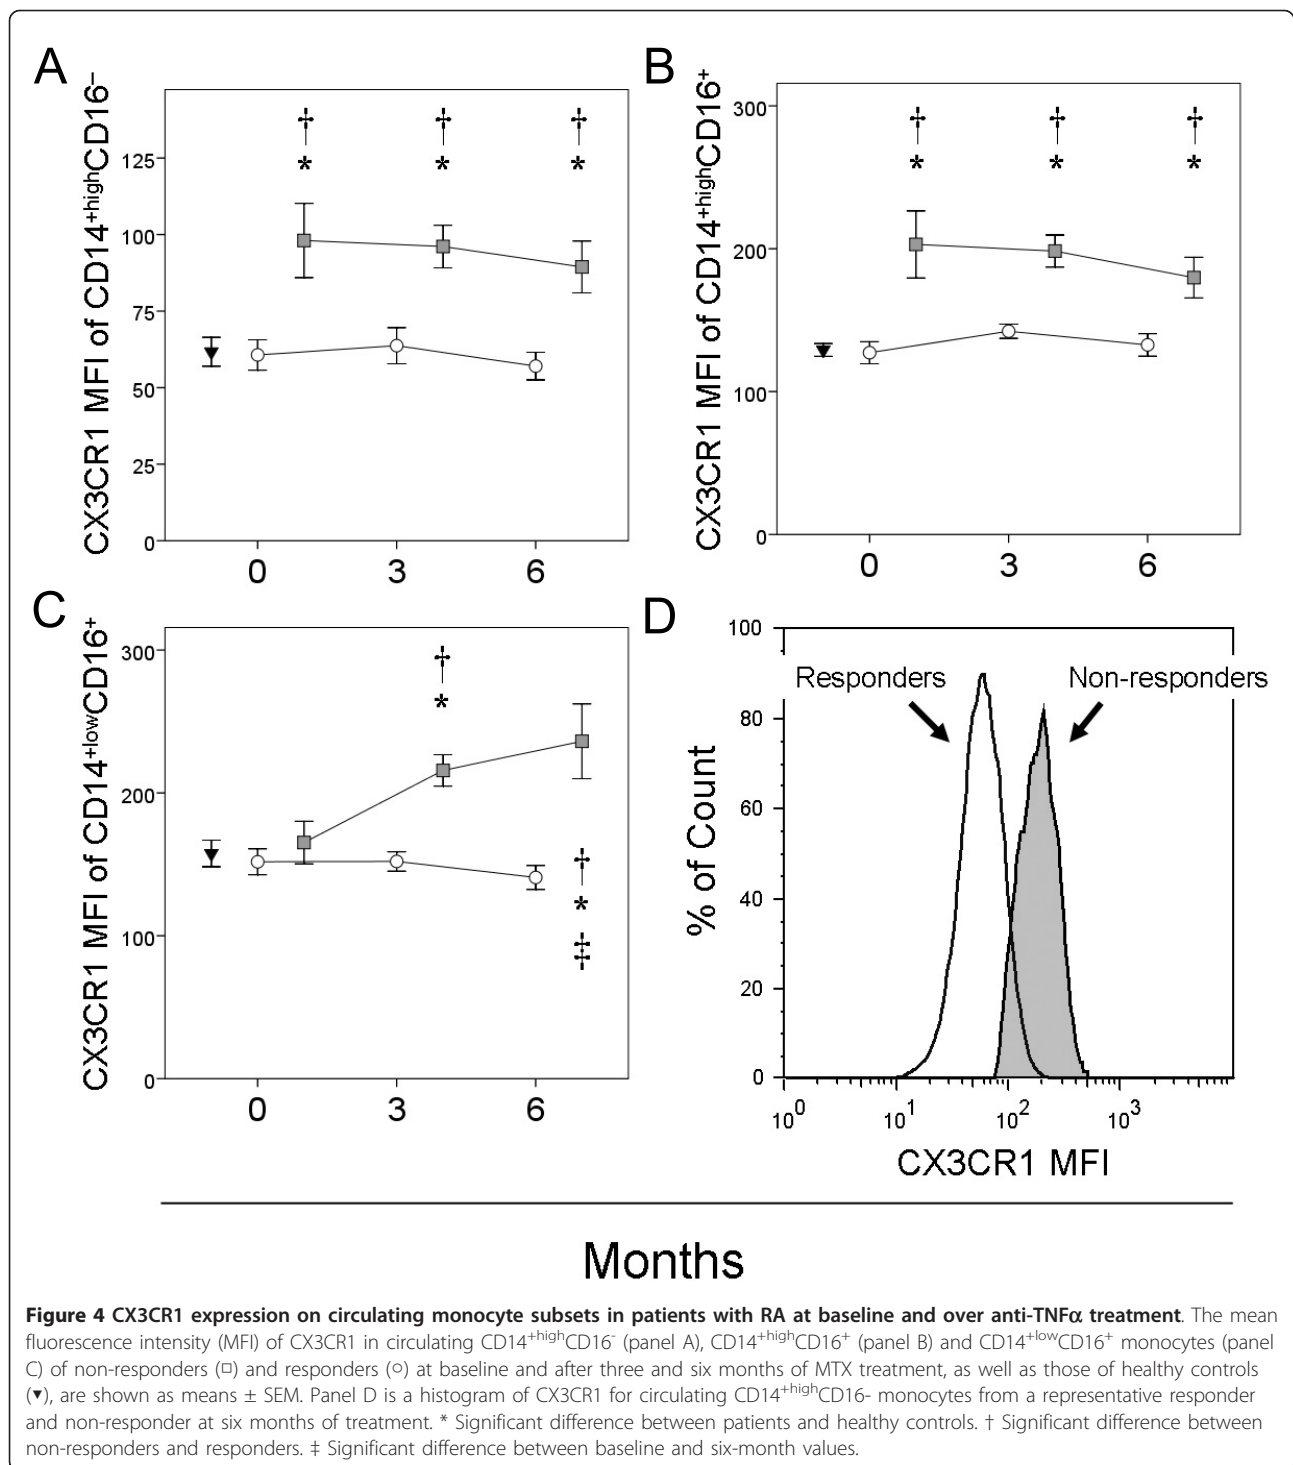 A
CX3CR1 MFI of CD14⁺ʰⁱᵍʰCD16⁻
125
100
75
50
25
0
0 3 6
† † †
* * *
B
CX3CR1 MFI of CD14⁺ʰⁱᵍʰCD16⁺
300
200
100
0
0 3 6
† † †
* * *
C
CX3CR1 MFI of CD14⁺ˡᵒʷCD16⁺
300
200
100
0
0 3 6
†
*
†
*
‡
D
% of Count
100
80
60
40
20
0
Responders Non-responders
10⁰ 10¹ 10² 10³
CX3CR1 MFI
Months
Figure 4 CX3CR1 expression on circulating monocyte subsets in patients with RA at baseline and over anti-TNFα treatment. The mean
fluorescence intensity (MFI) of CX3CR1 in circulating CD14⁺ʰⁱᵍʰCD16⁻ (panel A), CD14⁺ʰⁱᵍʰCD16⁺ (panel B) and CD14⁺ˡᵒʷCD16⁺ monocytes (panel
C) of non-responders (□) and responders (○) at baseline and after three and six months of MTX treatment, as well as those of healthy controls
(▼), are shown as means ± SEM. Panel D is a histogram of CX3CR1 for circulating CD14⁺ʰⁱᵍʰCD16- monocytes from a representative responder
and non-responder at six months of treatment. * Significant difference between patients and healthy controls. † Significant difference between
non-responders and responders. ‡ Significant difference between baseline and six-month values.